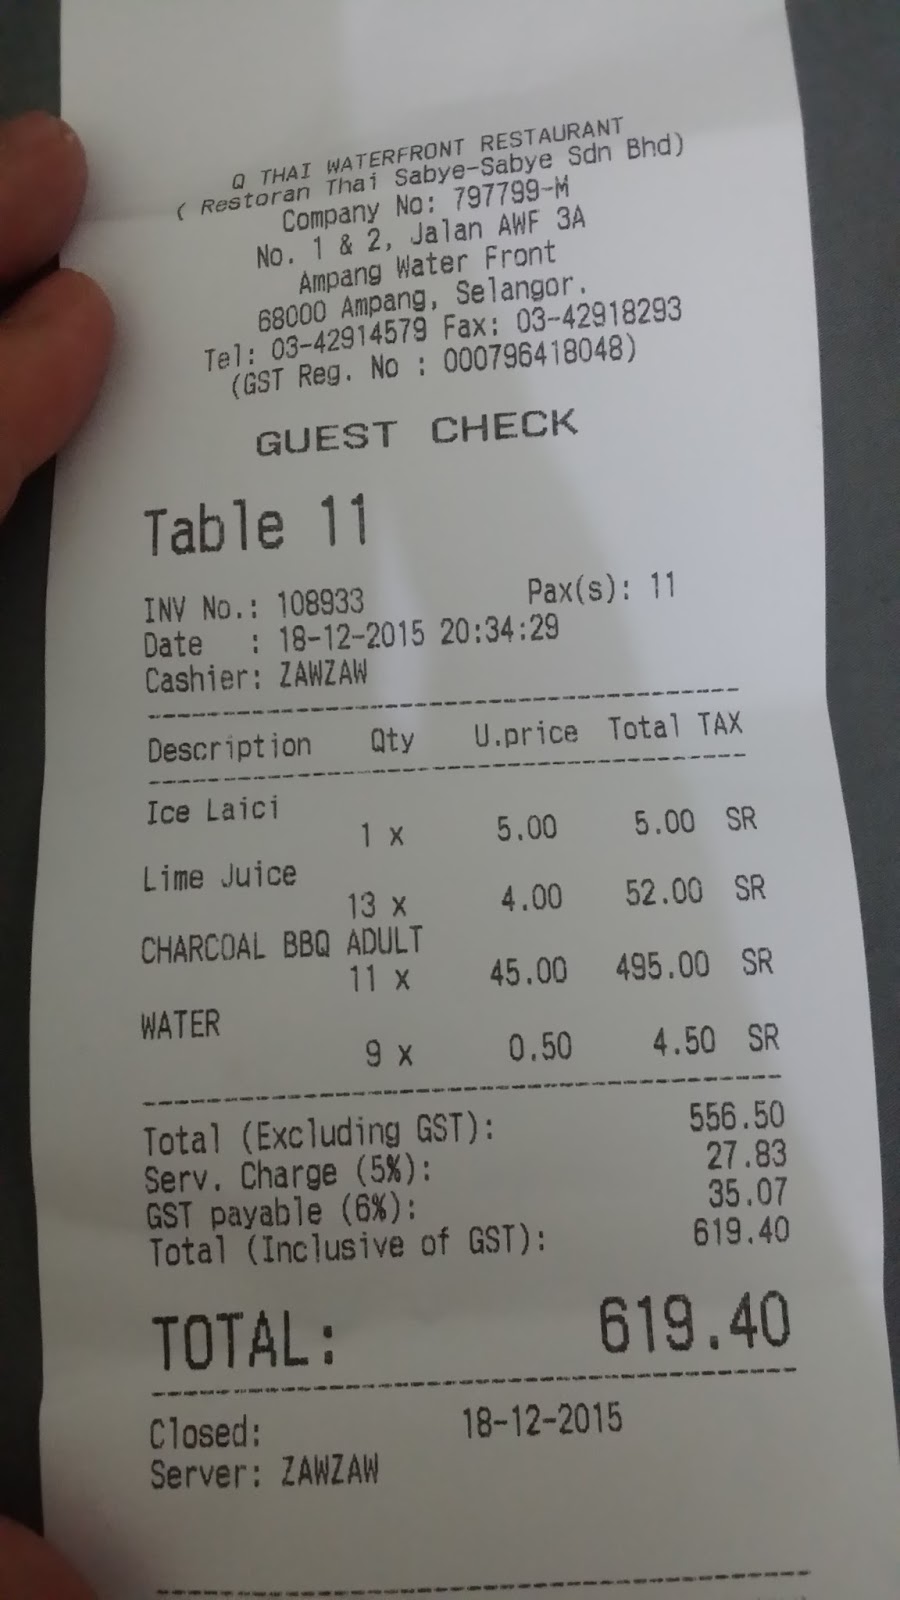 Q THAI WATERFRONT RESTAURANT
( Restoran Thai Sabye-Sabye Sdn Bhd)
Company No: 797799-M
No. 1 & 2, Jalan AWF 3A
Ampang Water Front
68000 Ampang, Selangor.
Tel: 03-42914579 Fax: 03-42918293
(GST Reg. No : 000796418048)
GUEST CHECK
Table 11
INV No.: 108933 Pax(s): 11
Date : 18-12-2015 20:34:29
Cashier: ZAWZAW
Description Qty U.price Total TAX
Ice Laici
1 x 5.00 5.00 SR
Lime Juice
13 x 4.00 52.00 SR
CHARCOAL BBQ ADULT
11 x 45.00 495.00 SR
WATER
9 x 0.50 4.50 SR
Total (Excluding GST): 556.50
Serv. Charge (5%): 27.83
GST payable (6%): 35.07
Total (Inclusive of GST): 619.40
TOTAL: 619.40
Closed: 18-12-2015
Server: ZAWZAW